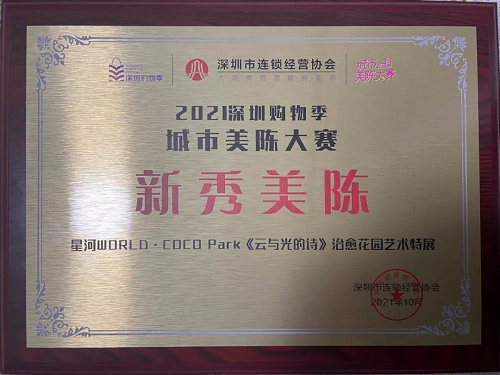 深圳购物季
深圳市连锁经营协会
城市美陈大赛
2021深圳购物季
城市美陈大赛
新秀美陈
星河WORLD·COCO Park《云与光的诗》治愈花园艺术特展
深圳市连锁经营协会
2021年10月